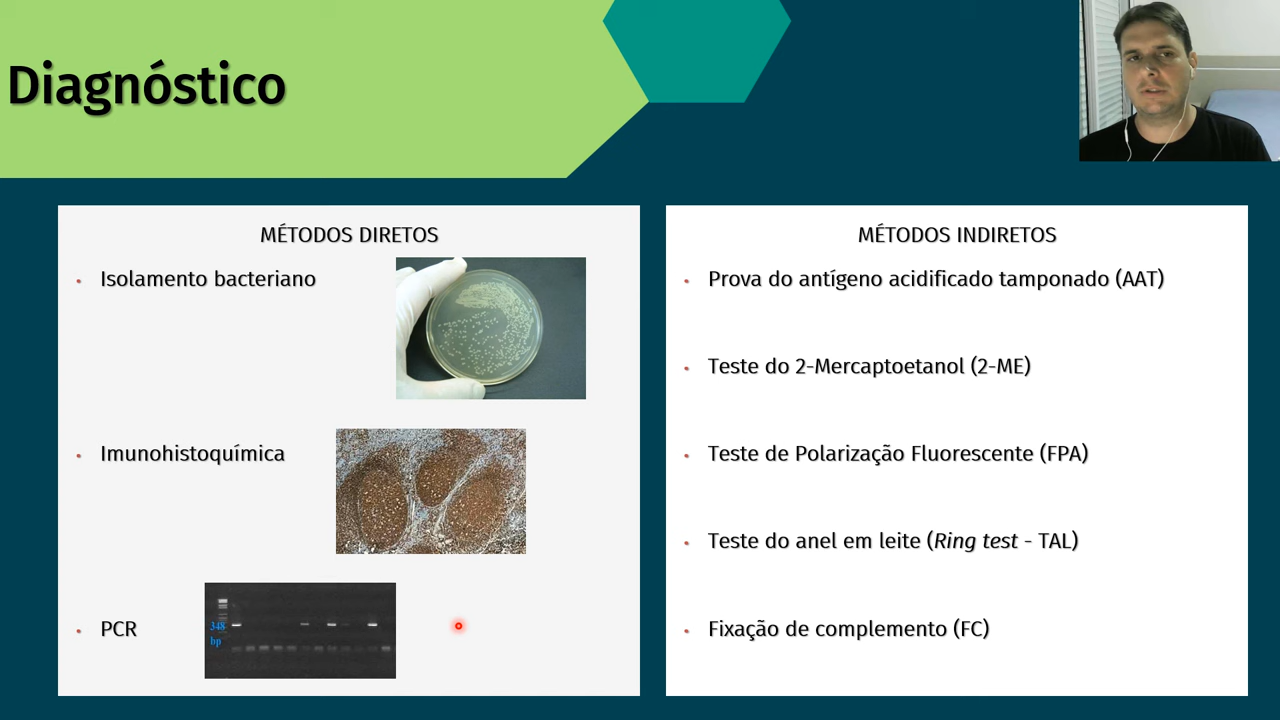 Diagnóstico
MÉTODOS DIRETOS
• Isolamento bacteriano
• Imunohistoquímica
• PCR
348
bp
MÉTODOS INDIRETOS
• Prova do antígeno acidificado tamponado (AAT)
• Teste do 2-Mercaptoetanol (2-ME)
• Teste de Polarização Fluorescente (FPA)
• Teste do anel em leite (Ring test - TAL)
• Fixação de complemento (FC)